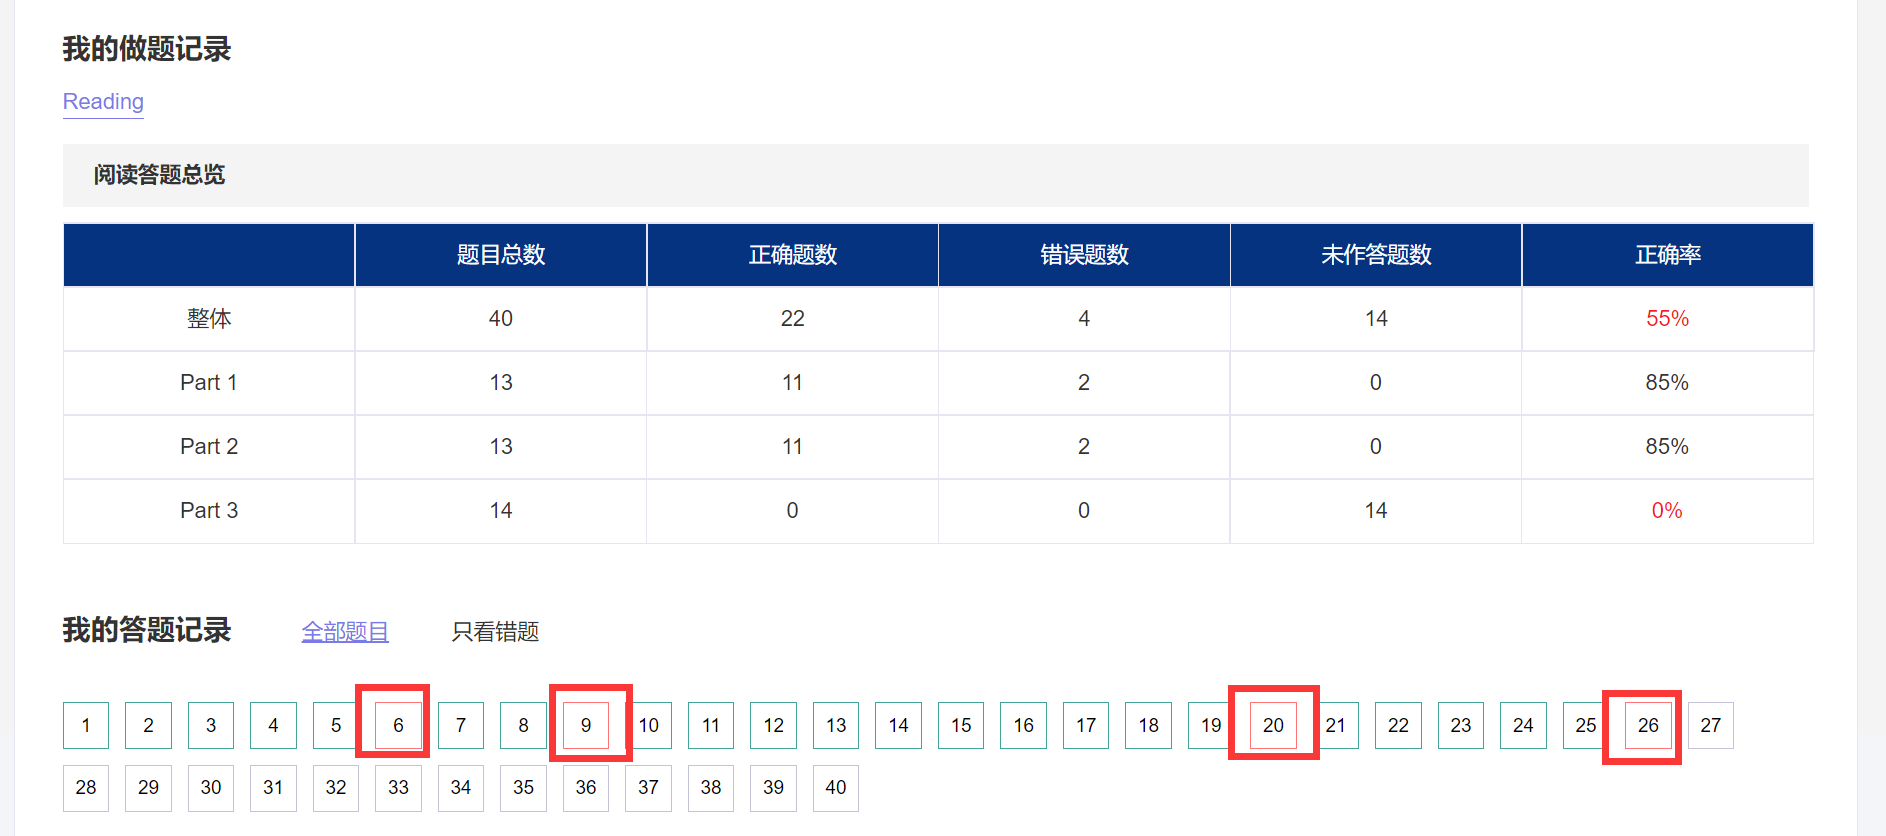 我的做题记录
Reading
阅读答题总览
题目总数 正确题数 错误题数 未作答题数 正确率
整体 40 22 4 14 55%
Part 1 13 11 2 0 85%
Part 2 13 11 2 0 85%
Part 3 14 0 0 14 0%
我的答题记录 全部题目 只看错题
1 2 3 4 5 6 7 8 9 10 11 12 13 14 15 16 17 18 19 20 21 22 23 24 25 26 27
28 29 30 31 32 33 34 35 36 37 38 39 40